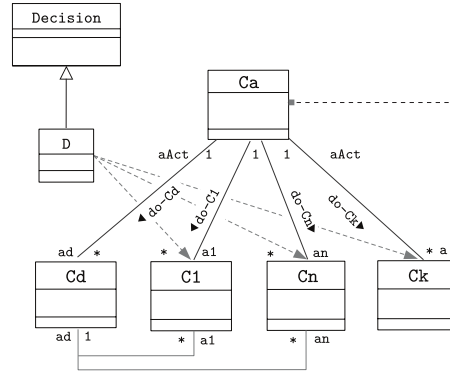 Decision
Ca
D
aAct 1 1 1 aAct
do-Cd do-C1 do-Cn do-Ck
ad * * a1 * an * a
Cd C1 Cn Ck
ad 1 * a1 * an